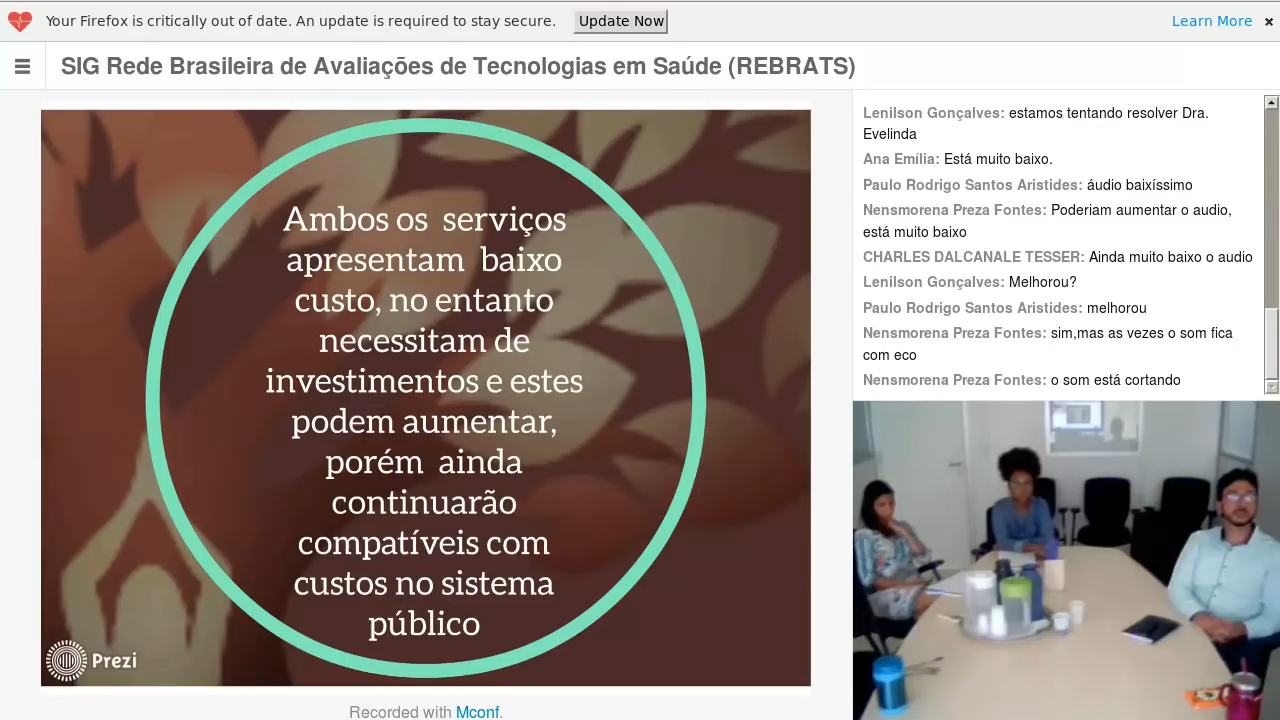 Your Firefox is critically out of date. An update is required to stay secure. Update Now Learn More ×
SIG Rede Brasileira de Avaliações de Tecnologias em Saúde (REBRATS)
Ambos os serviços
apresentam baixo
custo, no entanto
necessitam de
investimentos e estes
podem aumentar,
porém ainda
continuarão
compatíveis com
custos no sistema
público
Prezi
Recorded with Mconf.
Lenilson Gonçalves: estamos tentando resolver Dra.
Evelinda
Ana Emília: Está muito baixo.
Paulo Rodrigo Santos Aristides: áudio baixíssimo
Nensmorena Preza Fontes: Poderiam aumentar o audio,
está muito baixo
CHARLES DALCANALE TESSER: Ainda muito baixo o audio
Lenilson Gonçalves: Melhorou?
Paulo Rodrigo Santos Aristides: melhorou
Nensmorena Preza Fontes: sim,mas as vezes o som fica
com eco
Nensmorena Preza Fontes: o som está cortando